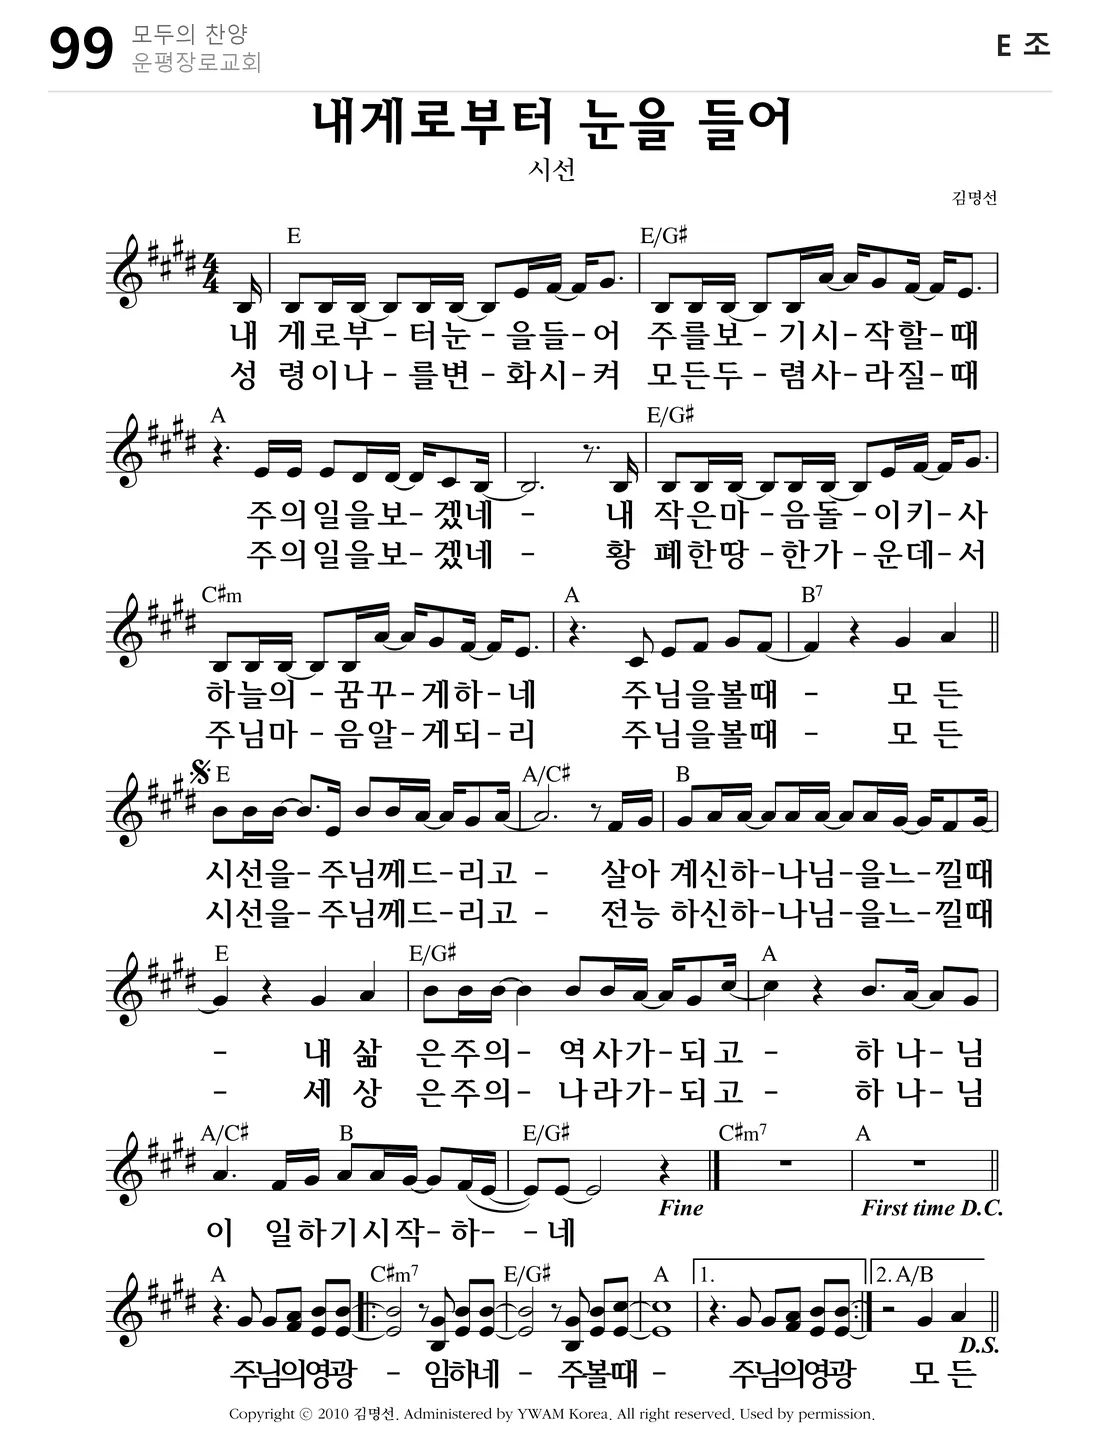 99
모두의 찬양
운평장로교회
E 조
내게로부터 눈을 들어
시선
김명선
E E/G♯
내 게로부 - 터눈 - 을들- 어 주를보 - 기시- 작할- 때
성 령이나 - 를변 - 화시- 켜 모든두 - 렴사- 라질- 때
A E/G♯
주의일을보- 겠네 - 내 작은마 - 음돌 - 이키- 사
주의일을보- 겠네 - 황 폐한땅 - 한가 - 운데- 서
C♯m A B7
하늘의 - 꿈꾸- 게하- 네 주님을볼때 - 모 든
주님마 - 음알- 게되- 리 주님을볼때 - 모 든
E A/C♯ B
시선을- 주님께드- 리고 - 살아 계신하-나님-을느- 낄때
시선을- 주님께드- 리고 - 전능 하신하-나님-을느- 낄때
E E/G♯ A
- 내 삶 은주의- 역사가-되고 - 하 나- 님
- 세 상 은주의- 나라가-되고 - 하 나- 님
A/C♯ B E/G♯ C♯m7 A
Fine First time D.C.
이 일하기시작- 하- - 네
A C♯m7 E/G♯ A 1. 2. A/B
D.S.
주님의영광 - 임하네 - 주볼때 - 주님의영광 모 든
Copyright ⓒ 2010 김명선. Administered by YWAM Korea. All right reserved. Used by permission.